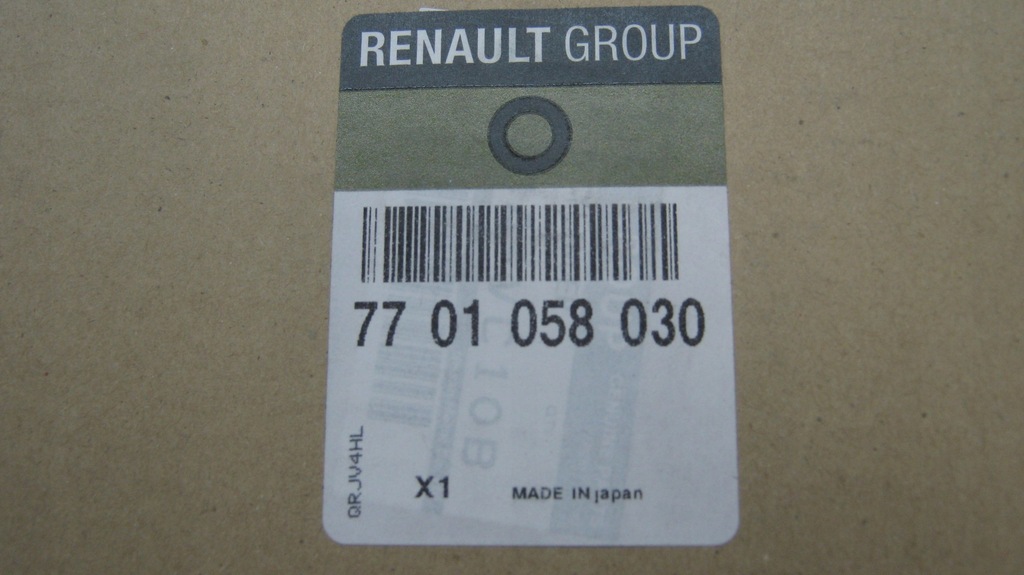 RENAULT GROUP
77 01 058 030
QRJV4HL
X1
MADE IN japan